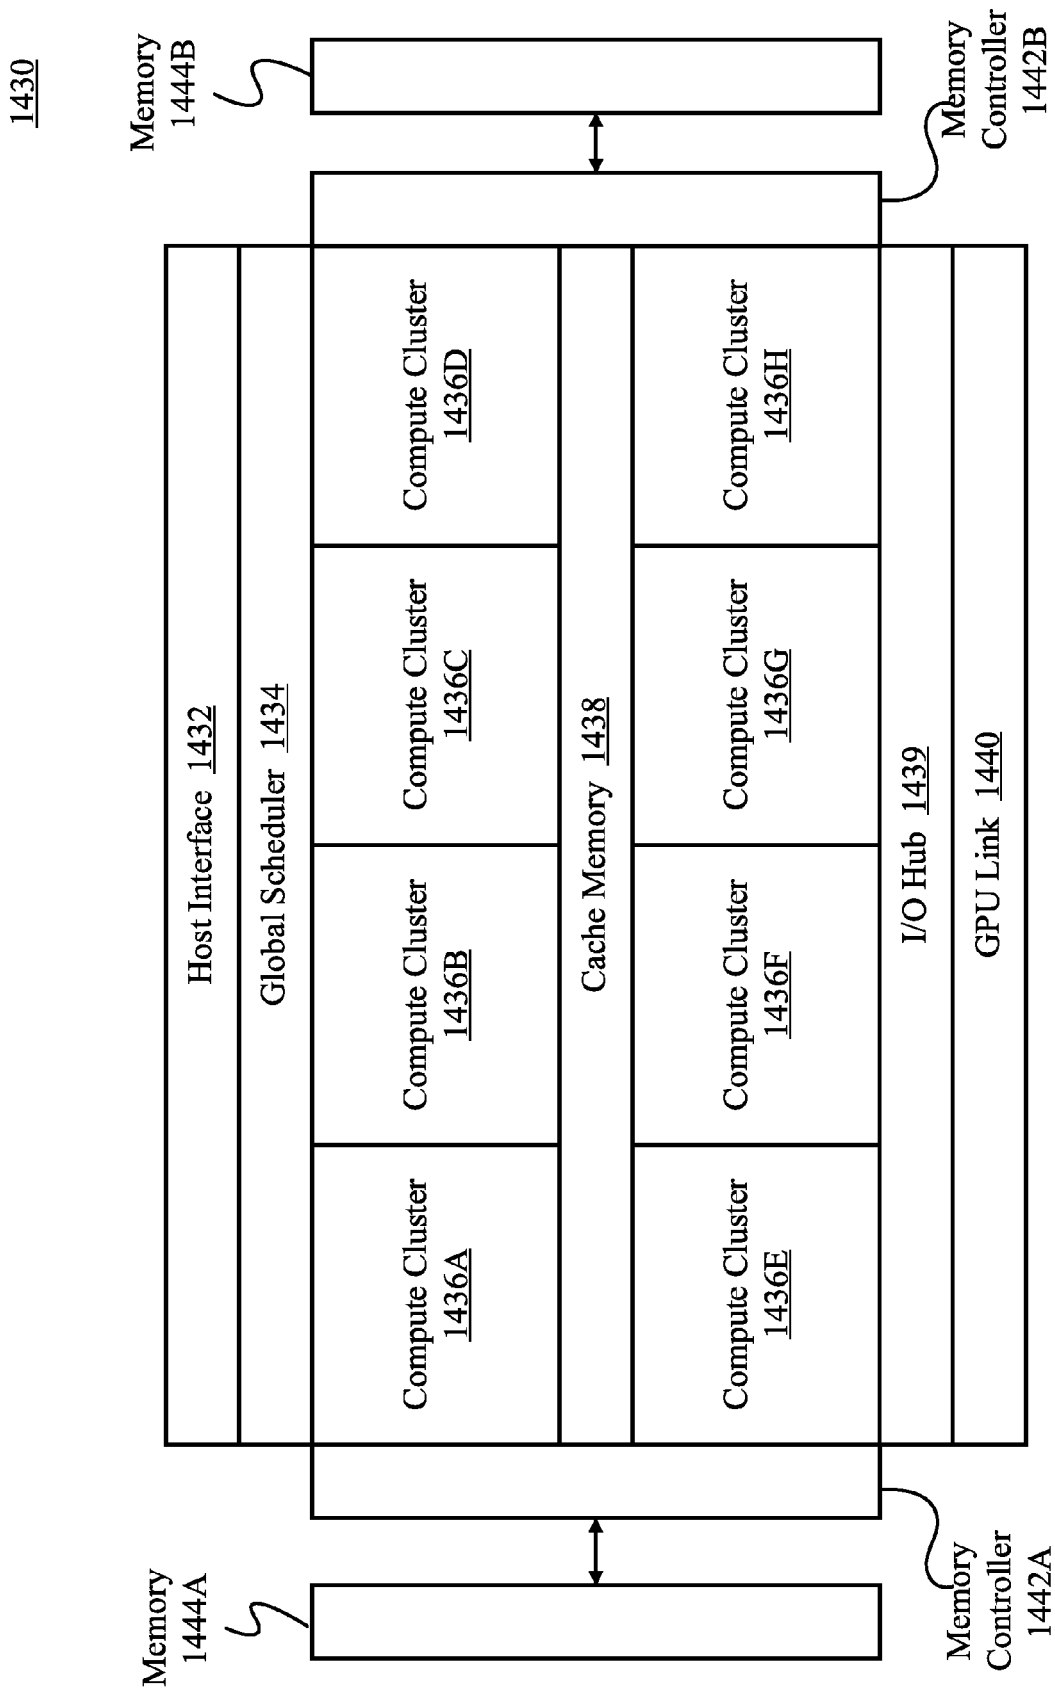 1430
Host Interface 1432
Global Scheduler 1434
Memory
1444A
Memory
1444B
Compute Cluster
1436A
Compute Cluster
1436B
Compute Cluster
1436C
Compute Cluster
1436D
Cache Memory 1438
Compute Cluster
1436E
Compute Cluster
1436F
Compute Cluster
1436G
Compute Cluster
1436H
I/O Hub 1439
GPU Link 1440
Memory
Controller
1442A
Memory
Controller
1442B